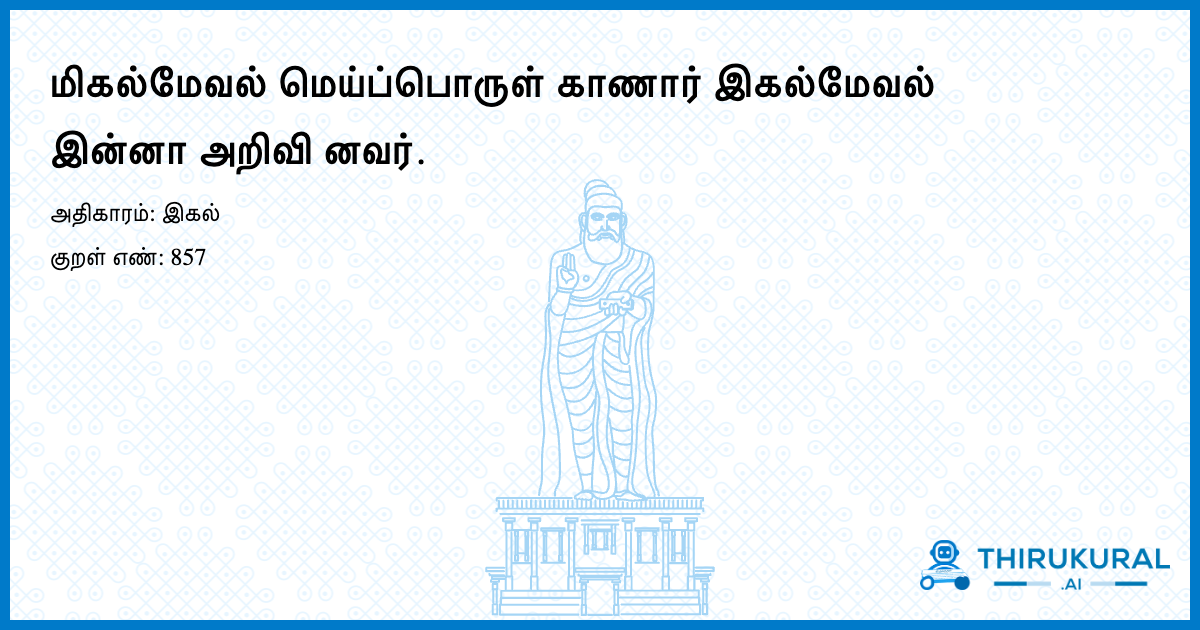 மிகல்மேவல் மெய்ப்பொருள் காணார் இகல்மேவல்
இன்னா அறிவி னவர்.
அதிகாரம்: இகல்
குறள் எண்: 857
THIRUKURAL
.AI